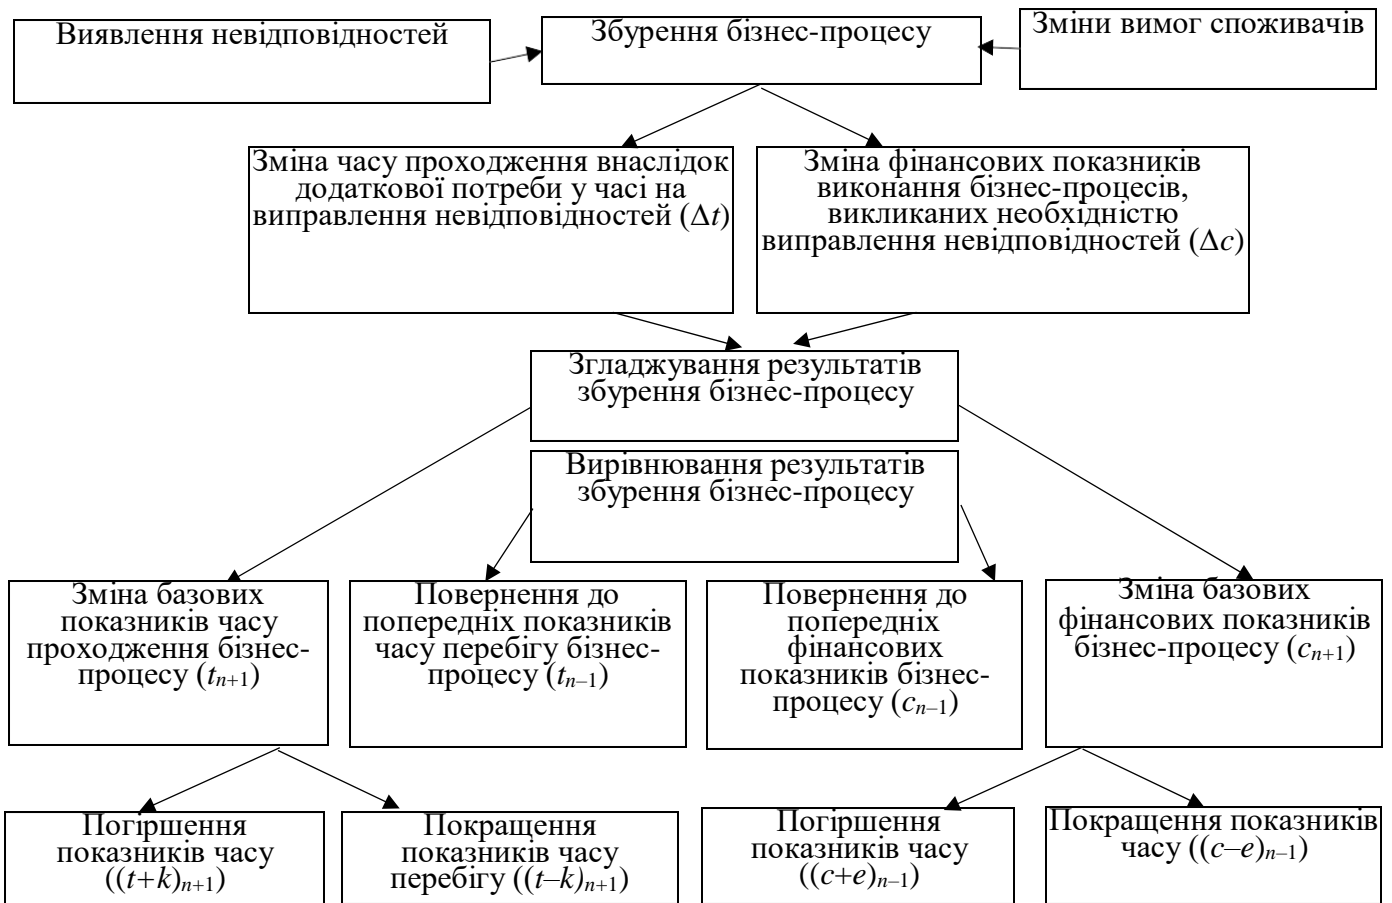 Виявлення невідповідностей
Збурення бізнес-процесу
Зміни вимог споживачів
Зміна часу проходження внаслідок
додаткової потреби у часі на
виправлення невідповідностей (Δt)
Зміна фінансових показників
виконання бізнес-процесів,
викликаних необхідністю
виправлення невідповідностей (Δc)
Згладжування результатів
збурення бізнес-процесу
Вирівнювання результатів
збурення бізнес-процесу
Зміна базових
показників часу
проходження бізнес-
процесу (tn+1)
Повернення до
попередніх показників
часу перебігу бізнес-
процесу (tn–1)
Повернення до
попередніх
фінансових
показників бізнес-
процесу (cn–1)
Зміна базових
фінансових показників
бізнес-процесу (cn+1)
Погіршення
показників часу
((t+k)n+1)
Покращення
показників часу
перебігу ((t–k)n+1)
Погіршення
показників часу
((c+e)n–1)
Покращення показників
часу ((c–e)n–1)